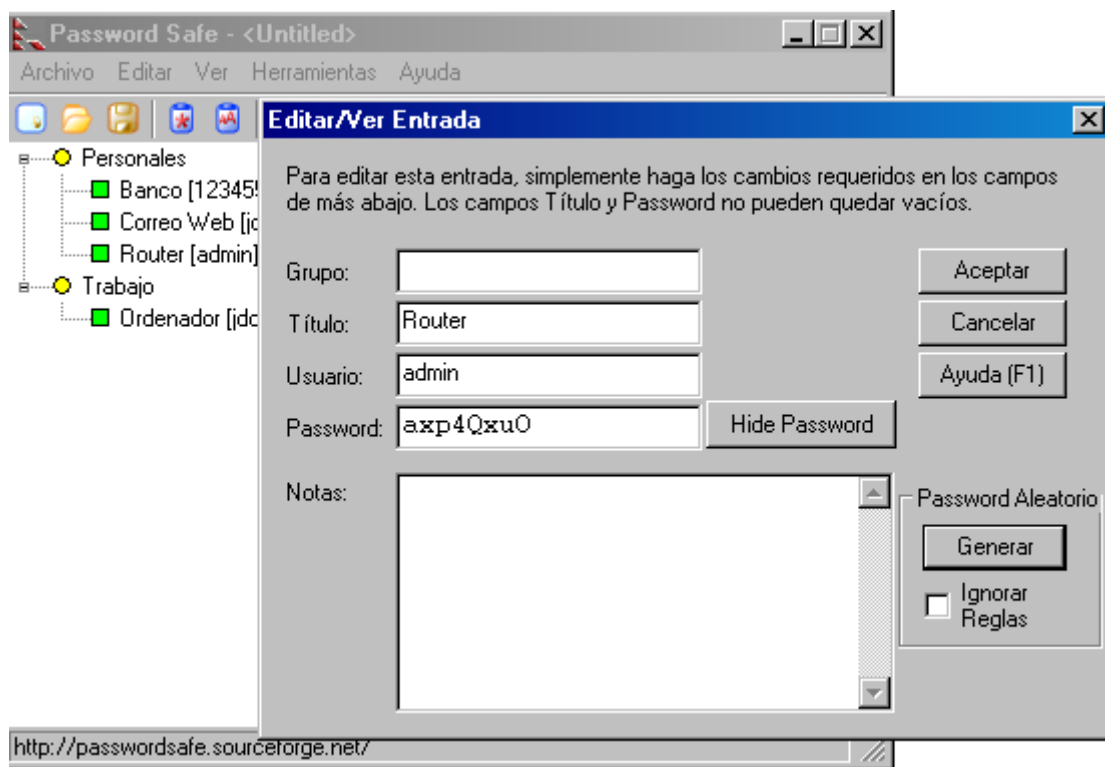 Password Safe - <Untitled>
Archivo Editar Ver Herramientas Ayuda
Editar/Ver Entrada
Personales
Banco [123455
Correo Web [jc
Router [admin]
Trabajo
Ordenador [jdo
Para editar esta entrada, simplemente haga los cambios requeridos en los campos
de más abajo. Los campos Título y Password no pueden quedar vacíos.
Grupo:
Aceptar
Título: Router
Cancelar
Usuario: admin
Ayuda (F1)
Password: axp4QxuO
Hide Password
Notas:
Password Aleatorio
Generar
Ignorar
Reglas
http://passwordsafe.sourceforge.net/